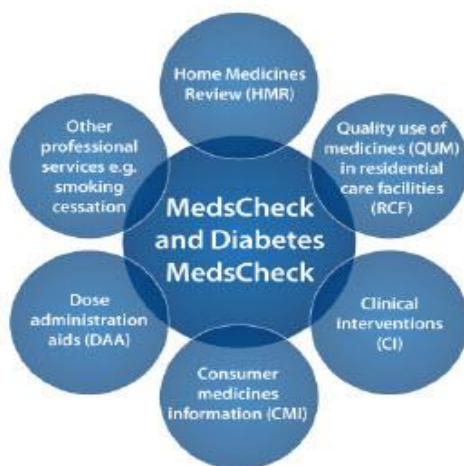 Home Medicines
Review (HMR)
Other
professional
services e.g.
smoking
cessation
Quality use of
medicines (QUM)
in residential
care facilities
(RCF)
MedsCheck
and Diabetes
MedsCheck
Dose
administration
aids (DAA)
Clinical
interventions
(CI)
Consumer
medicines
information (CMI)